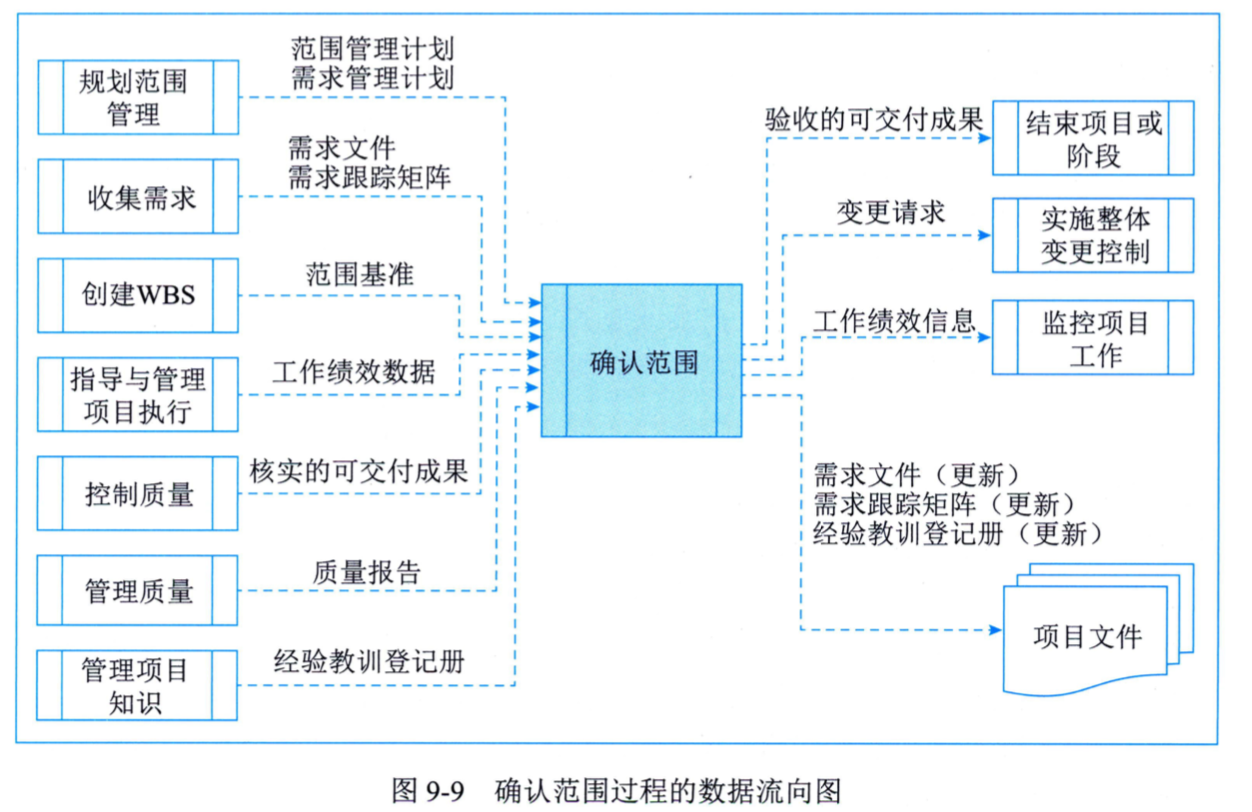 范围管理计划
需求管理计划
规划范围
管理
需求文件
需求跟踪矩阵
收集需求
范围基准
创建WBS
工作绩效数据
指导与管理
项目执行
核实的可交付成果
控制质量
质量报告
管理质量
经验教训登记册
管理项目
知识
确认范围
验收的可交付成果
结束项目或
阶段
变更请求
实施整体
变更控制
工作绩效信息
监控项目
工作
需求文件（更新）
需求跟踪矩阵（更新）
经验教训登记册（更新）
项目文件
图 9-9 确认范围过程的数据流向图